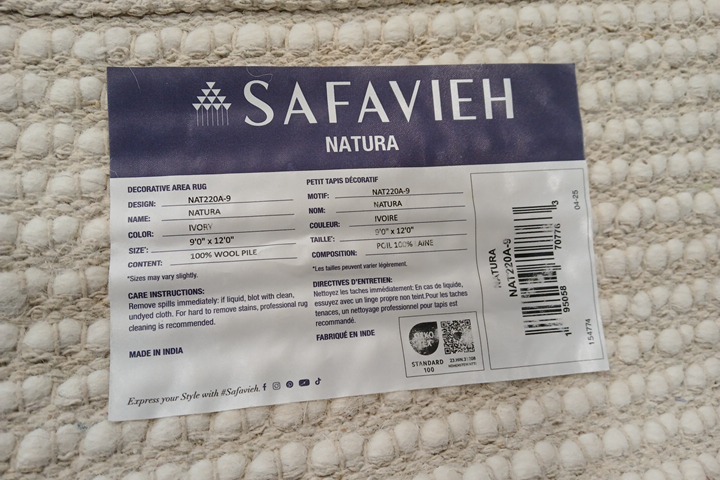 SAFAVIEH
NATURA
DECORATIVE AREA RUG
DESIGN: NAT220A-9
NAME: NATURA
COLOR: IVORY
SIZE*: 9'0" x 12'0"
CONTENT: 100% WOOL PILE
*Sizes may vary slightly.
CARE INSTRUCTIONS:
Remove spills immediately: if liquid, blot with clean,
undyed cloth. For hard to remove stains, professional rug
cleaning is recommended.
MADE IN INDIA
Express your Style with #Safavieh.
PETIT TAPIS DÉCORATIF
MOTIF: NAT220A-9
NOM: NATURA
COULEUR: IVOIRE
TAILLE*: 9'0" x 12'0"
COMPOSITION: POIL 100% LAINE
*Les tailles peuvent varier légèrement.
DIRECTIVES D'ENTRETIEN:
Nettoyez les taches immédiatement: En cas de liquide,
essuyez avec un linge propre non teint.Pour les taches
tenaces, un nettoyage professionnel pour tapis est
recommandé.
FABRIQUÉ EN INDE
STANDARD
100
NATURA
NAT220A-9
1 95058 70776 3
04-25
154774